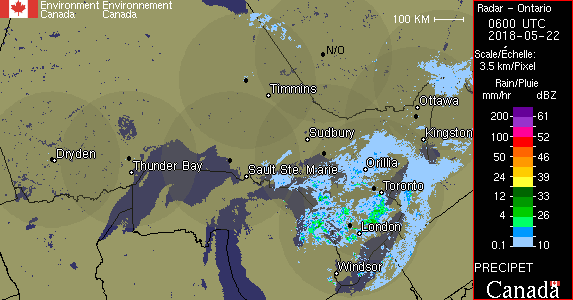 Environment Environnement
Canada Canada
100 KM
N/O
Timmins
Ottawa
Sudbury
Kingston
Dryden
Thunder Bay
Sault Ste. Marie
Orillia
Toronto
London
Windsor
Radar - Ontario
0600 UTC
2018-05-22
Scale/Échelle:
3.5 km/Pixel
Rain/Pluie
mm/hr dBZ
200 61
100 52
50 46
24 39
12 33
4 26
0.1 10
PRECIPET
Canada